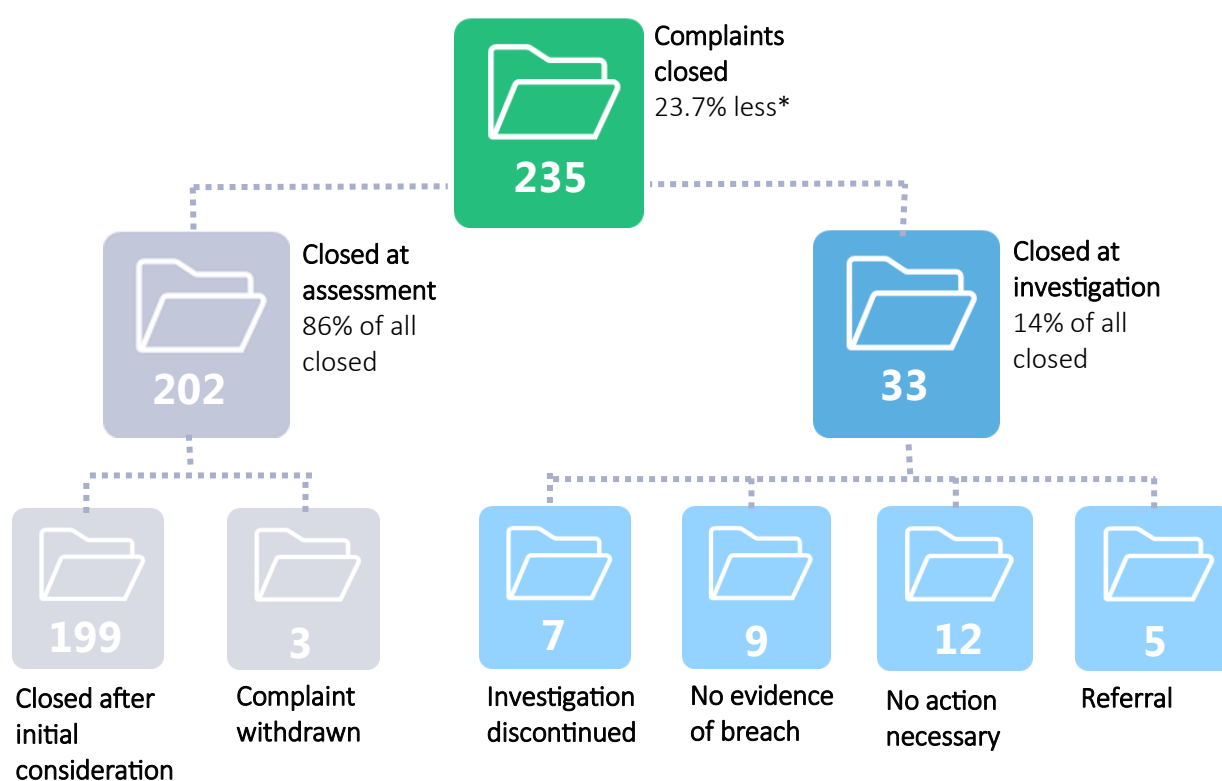 Complaints
closed
23.7% less*
235
Closed at
assessment
86% of all
closed
202
Closed at
investigation
14% of all
closed
33
199
Closed after
initial
consideration
3
Complaint
withdrawn
7
Investigation
discontinued
9
No evidence
of breach
12
No action
necessary
5
Referral